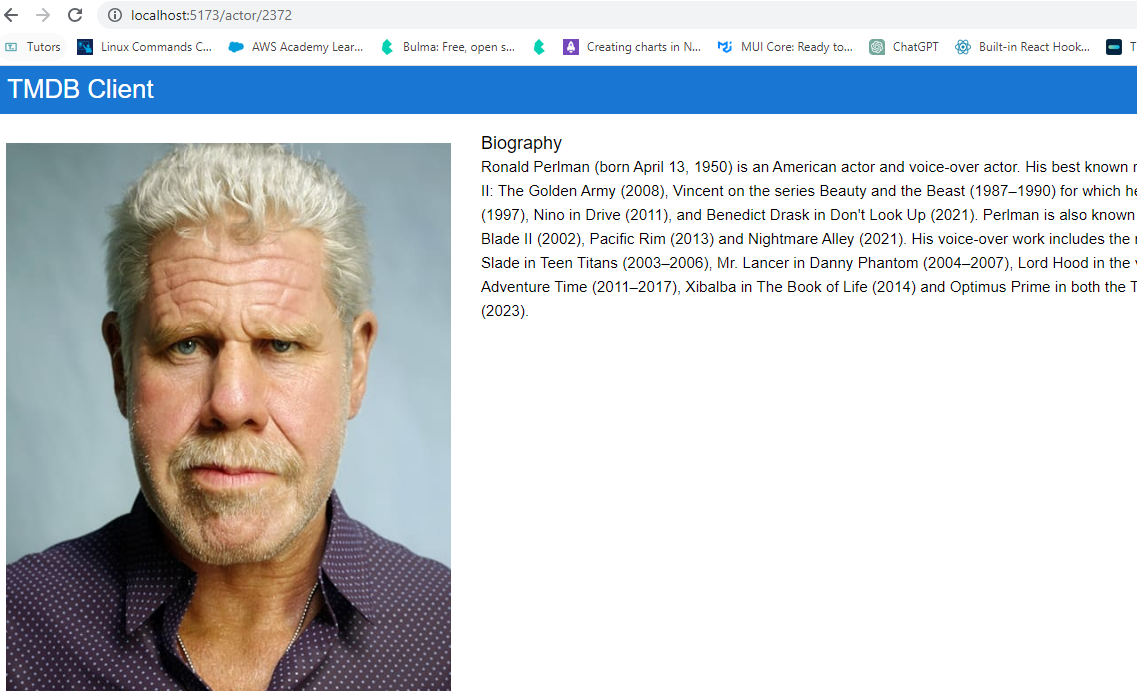 localhost:5173/actor/2372
Tutors Linux Commands C... AWS Academy Lear... Bulma: Free, open s... Creating charts in N... MUI Core: Ready to... ChatGPT Built-in React Hook... T
TMDB Client
Biography
Ronald Perlman (born April 13, 1950) is an American actor and voice-over actor. His best known
II: The Golden Army (2008), Vincent on the series Beauty and the Beast (1987–1990) for which he
(1997), Nino in Drive (2011), and Benedict Drask in Don't Look Up (2021). Perlman is also known
Blade II (2002), Pacific Rim (2013) and Nightmare Alley (2021). His voice-over work includes the
Slade in Teen Titans (2003–2006), Mr. Lancer in Danny Phantom (2004–2007), Lord Hood in the
Adventure Time (2011–2017), Xibalba in The Book of Life (2014) and Optimus Prime in both the T
(2023).